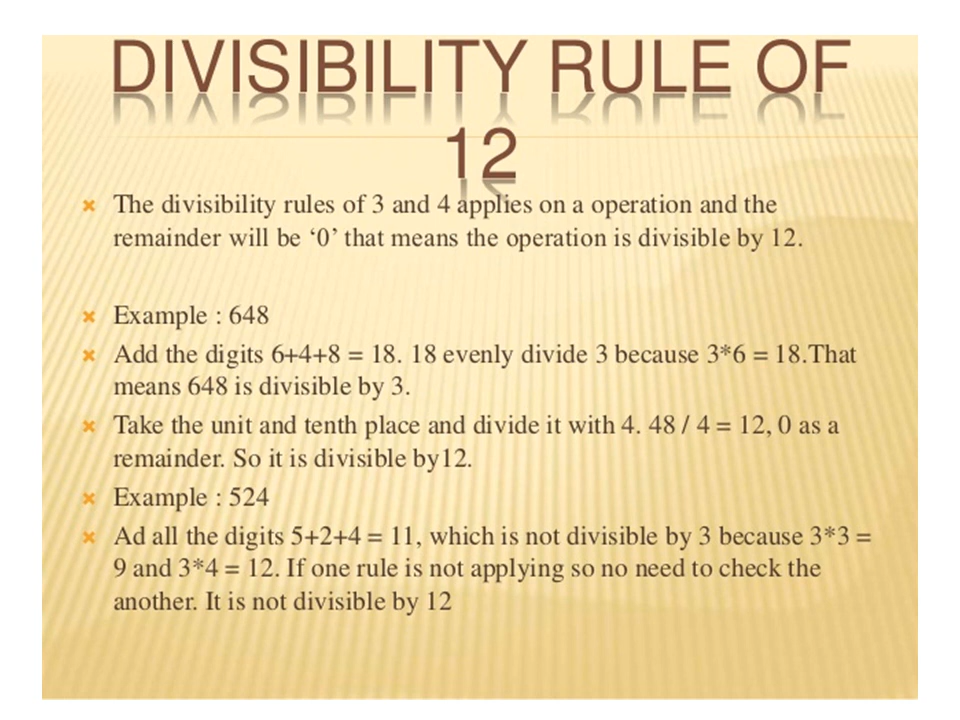 DIVISIBILITY RULE OF
12
The divisibility rules of 3 and 4 applies on a operation and the
remainder will be ‘0’ that means the operation is divisible by 12.
Example : 648
Add the digits 6+4+8 = 18. 18 evenly divide 3 because 3*6 = 18.That
means 648 is divisible by 3.
Take the unit and tenth place and divide it with 4. 48 / 4 = 12, 0 as a
remainder. So it is divisible by12.
Example : 524
Ad all the digits 5+2+4 = 11, which is not divisible by 3 because 3*3 =
9 and 3*4 = 12. If one rule is not applying so no need to check the
another. It is not divisible by 12